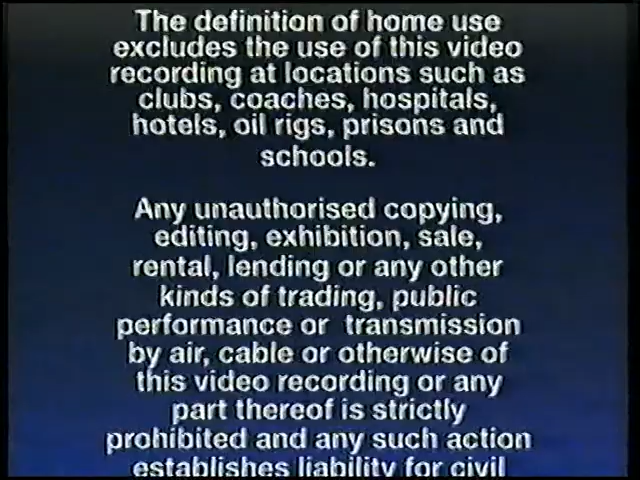 The definition of home use
excludes the use of this video
recording at locations such as
clubs, coaches, hospitals,
hotels, oil rigs, prisons and
schools.
Any unauthorised copying,
editing, exhibition, sale,
rental, lending or any other
kinds of trading, public
performance or transmission
by air, cable or otherwise of
this video recording or any
part thereof is strictly
prohibited and any such action
establishes liability for civil